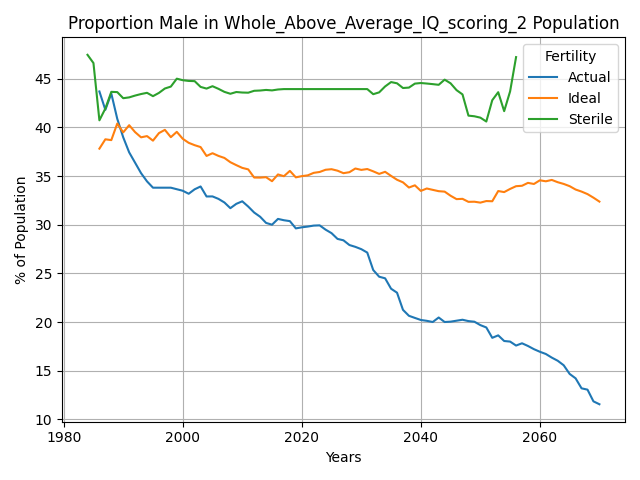 Proportion Male in Whole_Above_Average_IQ_scoring_2 Population
% of Population
45
40
35
30
25
20
15
10
1980
2000
2020
2040
2060
Years
Fertility
Actual
Ideal
Sterile